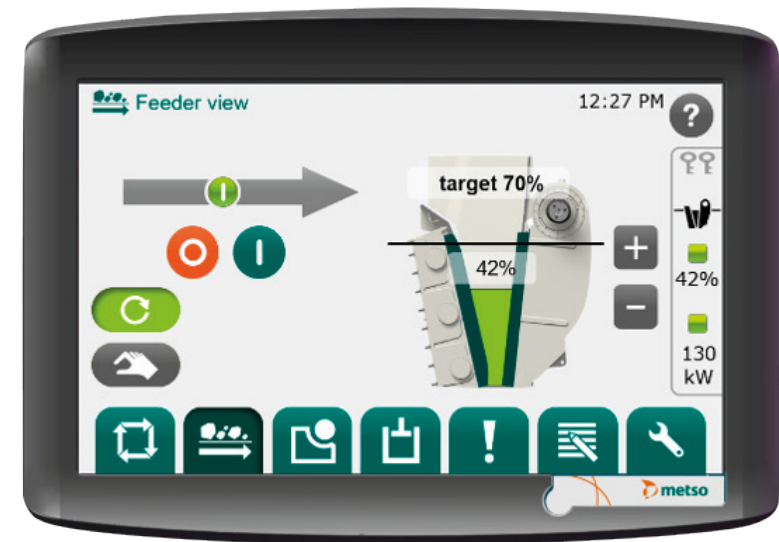 Feeder view
12:27 PM
?
target 70%
42%
+
−
42%
130
kW
!
metso